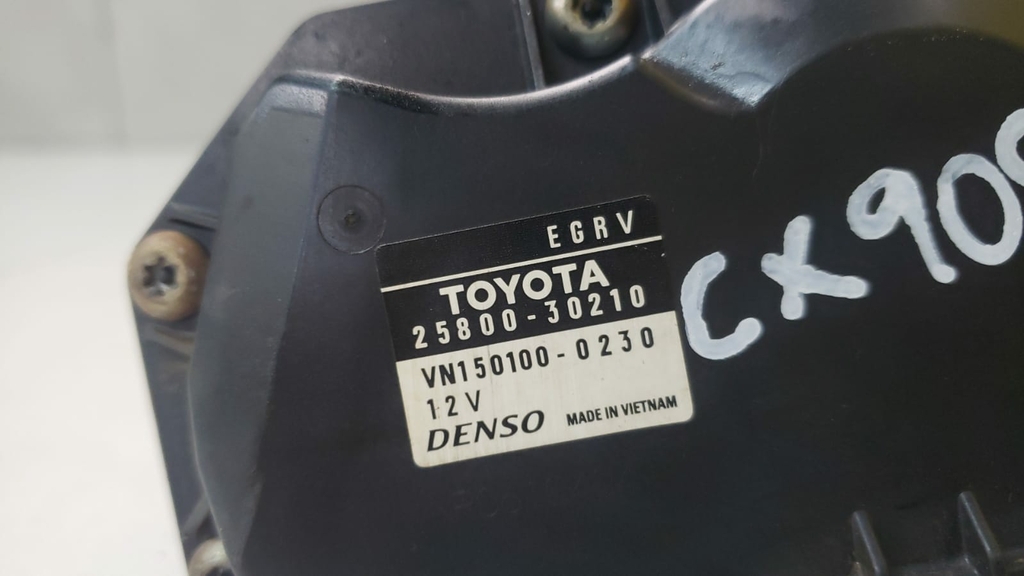 EGRV
TOYOTA
25800-30210
VN150100-0230
12V
DENSO MADE IN VIETNAM
CX90